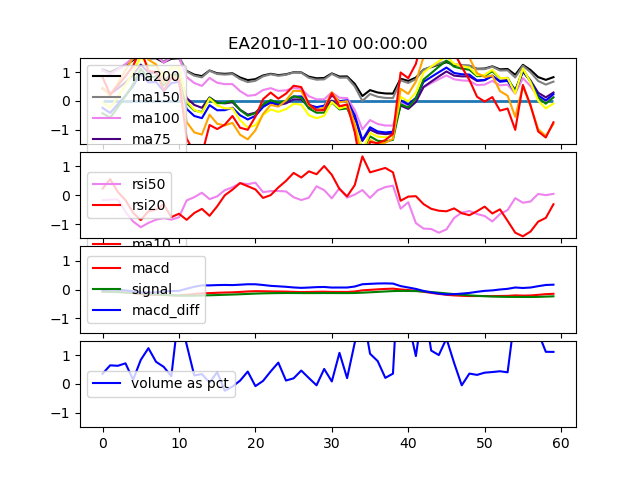 EA2010-11-10 00:00:00
1
0
−1
ma200
ma150
ma100
ma75
ma10
1
0
−1
rsi50
rsi20
1
0
−1
macd
signal
macd_diff
1
0
−1
volume as pct
0 10 20 30 40 50 60